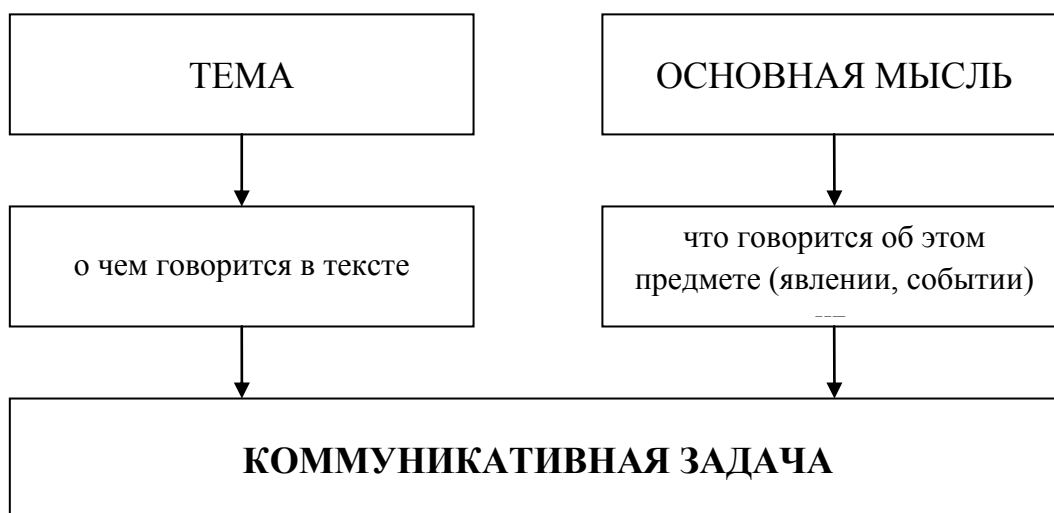 ТЕМА
ОСНОВНАЯ МЫСЛЬ
о чем говорится в тексте
что говорится об этом
предмете (явлении, событии)
КОММУНИКАТИВНАЯ ЗАДАЧА